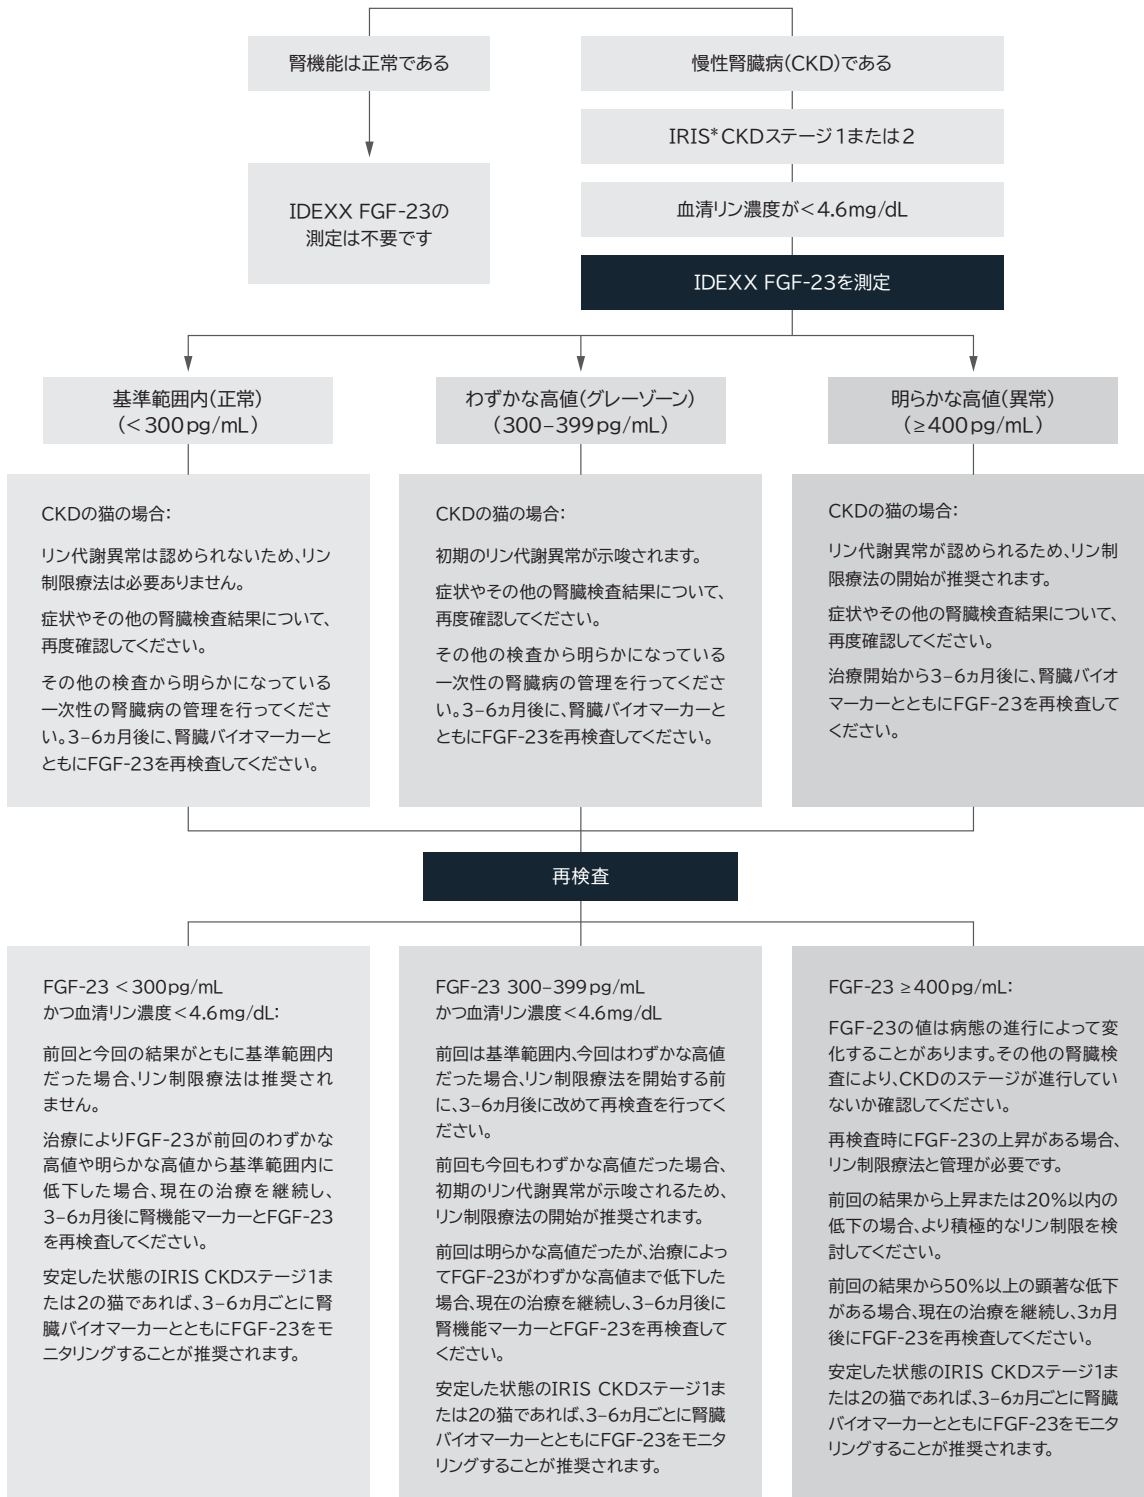 腎機能は正常である
慢性腎臓病(CKD)である
IRIS*CKDステージ1または2
IDEXX FGF-23の
測定は不要です
血清リン濃度が<4.6mg/dL
IDEXX FGF-23を測定
基準範囲内(正常)
(<300pg/mL)
わずかな高値(グレーゾーン)
(300–399pg/mL)
明らかな高値(異常)
(≥400pg/mL)
CKDの猫の場合：
リン代謝異常は認められないため、リン
制限療法は必要ありません。
症状やその他の腎臓検査結果について、
再度確認してください。
その他の検査から明らかになっている
一次性の腎臓病の管理を行ってくださ
い。3–6ヵ月後に、腎臓バイオマーカーと
ともにFGF-23を再検査してください。
CKDの猫の場合：
初期のリン代謝異常が示唆されます。
症状やその他の腎臓検査結果について、
再度確認してください。
その他の検査から明らかになっている
一次性の腎臓病の管理を行ってくださ
い。3–6ヵ月後に、腎臓バイオマーカーと
ともにFGF-23を再検査してください。
CKDの猫の場合：
リン代謝異常が認められるため、リン制
限療法の開始が推奨されます。
症状やその他の腎臓検査結果について、
再度確認してください。
治療開始から3–6ヵ月後に、腎臓バイオ
マーカーとともにFGF-23を再検査して
ください。
再検査
FGF-23 <300pg/mL
かつ血清リン濃度<4.6mg/dL：
前回と今回の結果がともに基準範囲内
だった場合、リン制限療法は推奨され
ません。
治療によりFGF-23が前回のわずかな
高値や明らかな高値から基準範囲内に
低下した場合、現在の治療を継続し、
3–6ヵ月後に腎機能マーカーとFGF-23
を再検査してください。
安定した状態のIRIS CKDステージ1ま
たは2の猫であれば、3–6ヵ月ごとに腎
臓バイオマーカーとともにFGF-23をモ
ニタリングすることが推奨されます。
FGF-23 300–399pg/mL
かつ血清リン濃度<4.6mg/dL
前回は基準範囲内、今回はわずかな高値
だった場合、リン制限療法を開始する前
に、3–6ヵ月後に改めて再検査を行ってく
ださい。
前回も今回もわずかな高値だった場合、
初期のリン代謝異常が示唆されるため、
リン制限療法の開始が推奨されます。
前回は明らかな高値だったが、治療によっ
てFGF-23がわずかな高値まで低下した
場合、現在の治療を継続し、3–6ヵ月後に
腎機能マーカーとFGF-23を再検査して
ください。
安定した状態のIRIS CKDステージ1ま
たは2の猫であれば、3–6ヵ月ごとに腎臓
バイオマーカーとともにFGF-23をモニタ
リングすることが推奨されます。
FGF-23 ≥400pg/mL：
FGF-23の値は病態の進行によって変
化することがあります。その他の腎臓検
査により、CKDのステージが進行してい
ないか確認してください。
再検査時にFGF-23の上昇がある場合、
リン制限療法と管理が必要です。
前回の結果から上昇または20%以内の
低下の場合、より積極的なリン制限を検
討してください。
前回の結果から50%以上の顕著な低下
がある場合、現在の治療を継続し、3ヵ月
後にFGF-23を再検査してください。
安定した状態のIRIS CKDステージ1ま
たは2の猫であれば、3–6ヵ月ごとに腎臓
バイオマーカーとともにFGF-23をモニタ
リングすることが推奨されます。